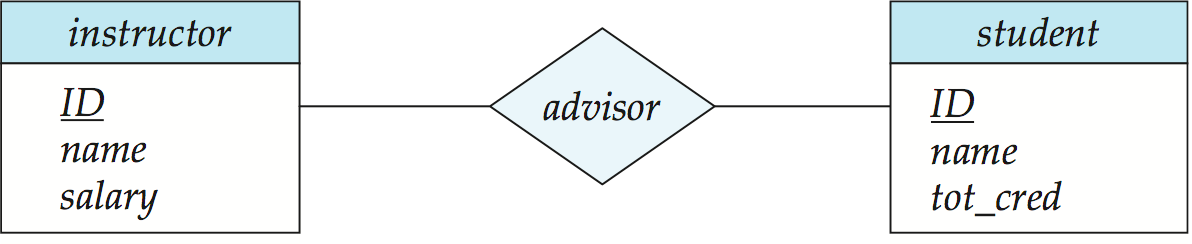 instructor
ID
name
salary
advisor
student
ID
name
tot_cred